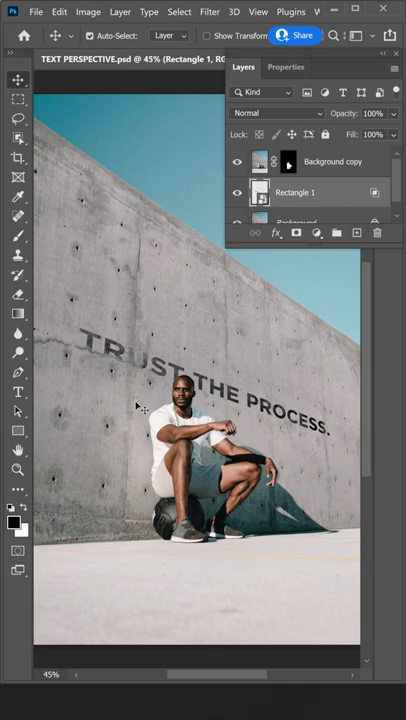 Ps File Edit Image Layer Type Select Filter 3D View Plugins W
Auto-Select: Layer Show Transform Share
TEXT PERSPECTIVE.psd @ 45% (Rectangle 1, RG
Layers Properties
Kind
Normal Opacity: 100%
Lock: Fill: 100%
Background copy
Rectangle 1
Background
fx
TRUST THE PROCESS.
45%